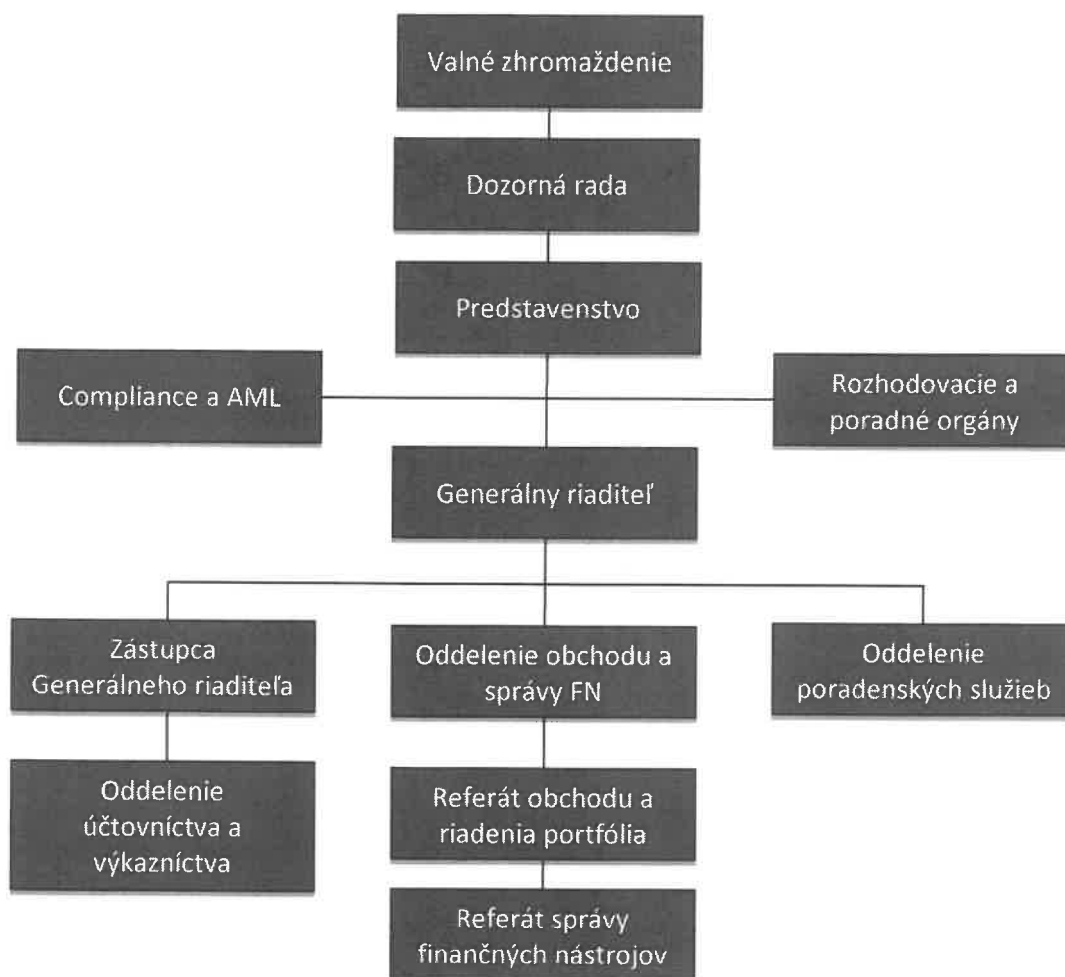 Valné zhromaždenie
Dozorná rada
Predstavenstvo
Compliance a AML
Rozhodovacie a
poradné orgány
Generálny riaditeľ
Zástupca
Generálneho riaditeľa
Oddelenie obchodu a
správy FN
Oddelenie
poradenských služieb
Oddelenie
účtovníctva a
výkazníctva
Referát obchodu a
riadenia portfólia
Referát správy
finančných nástrojov